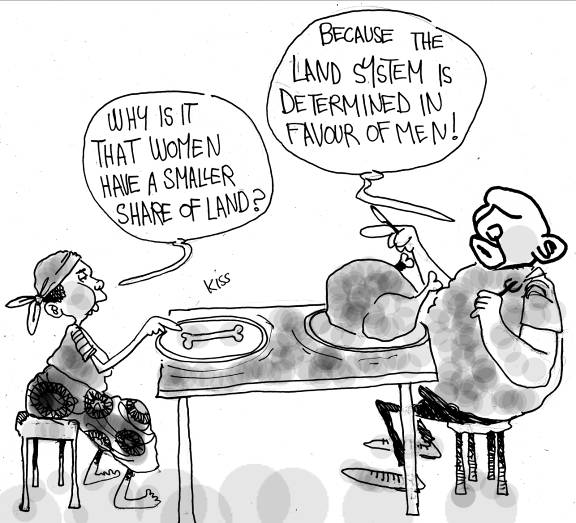 WHY IS IT
THAT WOMEN
HAVE A SMALLER
SHARE OF LAND?
BECAUSE THE
LAND SYSTEM IS
DETERMINED IN
FAVOUR OF MEN!
KISS